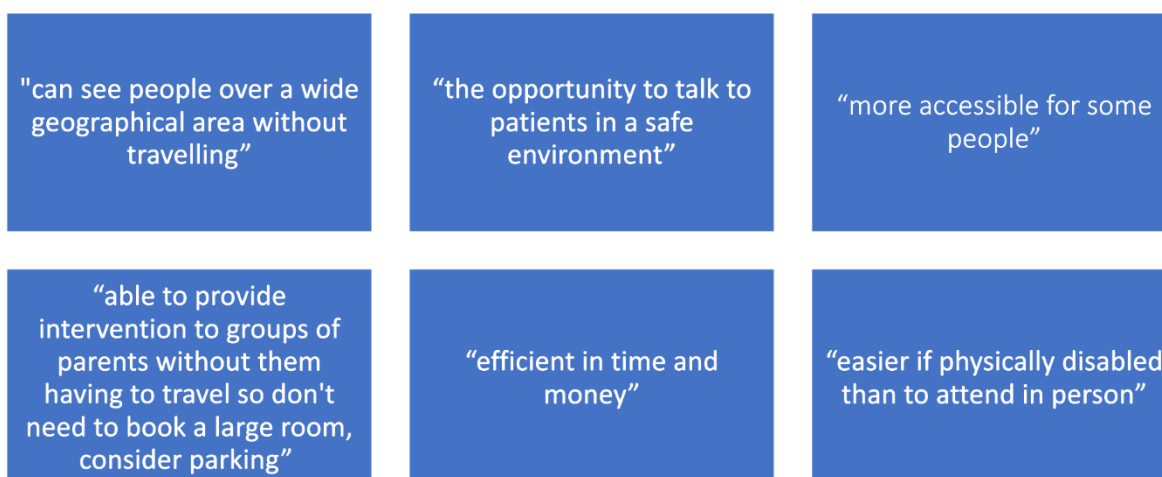 "can see people over a wide
geographical area without
travelling”
“the opportunity to talk to
patients in a safe
environment”
“more accessible for some
people”
“able to provide
intervention to groups of
parents without them
having to travel so don't
need to book a large room,
consider parking”
“efficient in time and
money”
“easier if physically disabled
than to attend in person”